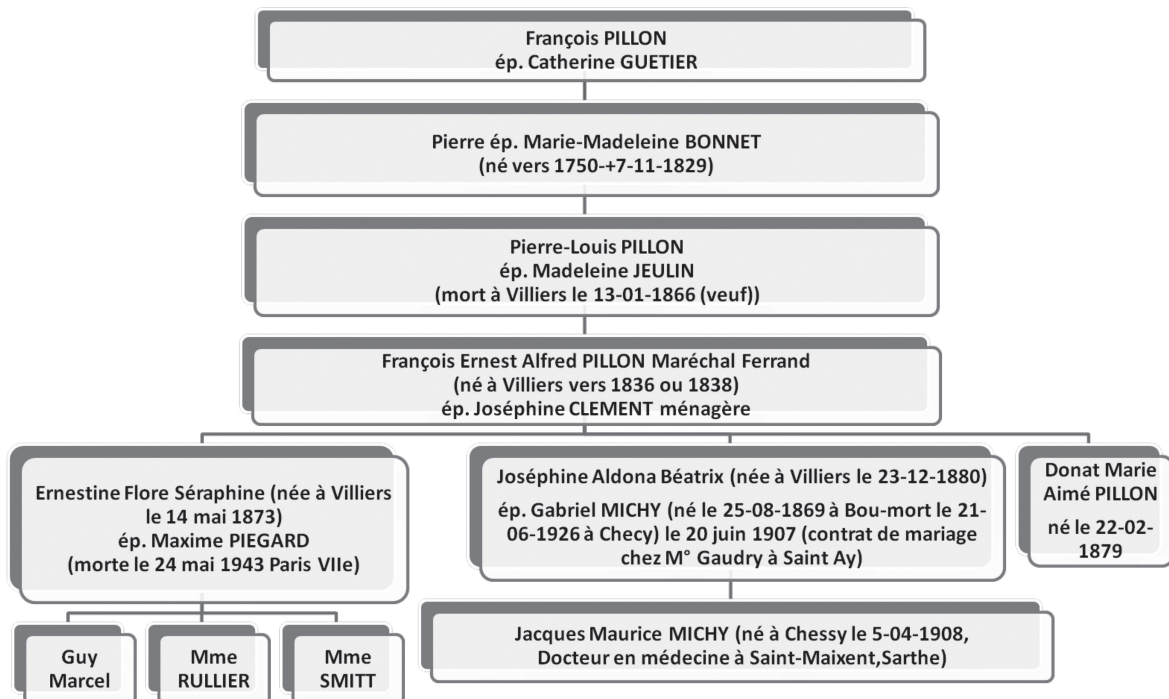 François PILLON
ép. Catherine GUETIER
Pierre ép. Marie-Madeleine BONNET
(né vers 1750-+7-11-1829)
Pierre-Louis PILLON
ép. Madeleine JEULIN
(mort à Villiers le 13-01-1866 (veuf))
François Ernest Alfred PILLON Maréchal Ferrand
(né à Villiers vers 1836 ou 1838)
ép. Joséphine CLEMENT ménagère
Ernestine Flore Séraphine (née à Villiers
le 14 mai 1873)
ép. Maxime PIEGARD
(morte le 24 mai 1943 Paris VIIe)
Joséphine Aldona Béatrix (née à Villiers le 23-12-1880)
ép. Gabriel MICHY (né le 25-08-1869 à Bou-mort le 21-
06-1926 à Checy) le 20 juin 1907 (contrat de mariage
chez M° Gaudry à Saint Ay)
Donat Marie
Aimé PILLON
né le 22-02-
1879
Guy
Marcel
Mme
RULLIER
Mme
SMITT
Jacques Maurice MICHY (né à Chessy le 5-04-1908,
Docteur en médecine à Saint-Maixent,Sarthe)